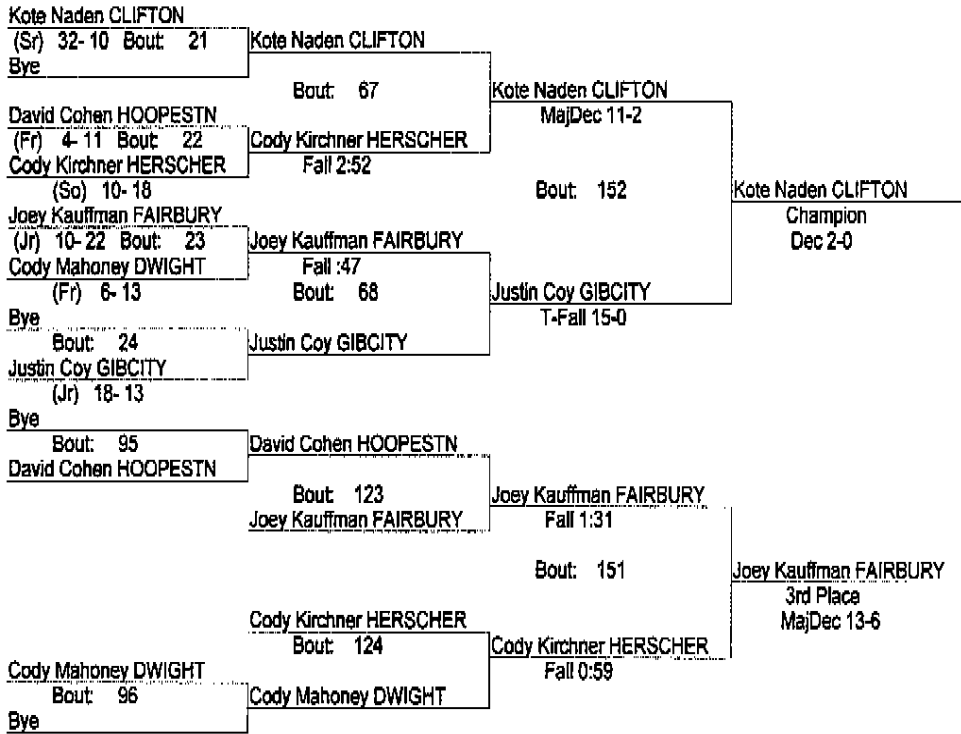 Kote Naden CLIFTON
(Sr) 32- 10 Bout: 21
Bye
Kote Naden CLIFTON
Bout: 67
David Cohen HOOPESTN
(Fr) 4- 11 Bout: 22
Cody Kirchner HERSCHER
(So) 10- 18
Cody Kirchner HERSCHER
Fall 2:52
Kote Naden CLIFTON
MajDec 11-2
Bout: 152
Joey Kauffman FAIRBURY
(Jr) 10- 22 Bout: 23
Cody Mahoney DWIGHT
(Fr) 6- 13
Joey Kauffman FAIRBURY
Fall :47
Bout: 68
Bye
Bout: 24
Justin Coy GIBCITY
(Jr) 18- 13
Justin Coy GIBCITY
Justin Coy GIBCITY
T-Fall 15-0
Kote Naden CLIFTON
Champion
Dec 2-0
Bye
Bout: 95
David Cohen HOOPESTN
David Cohen HOOPESTN
Bout: 123
Joey Kauffman FAIRBURY
Joey Kauffman FAIRBURY
Fall 1:31
Bout: 151
Cody Kirchner HERSCHER
Bout: 124
Cody Mahoney DWIGHT
Bout: 96
Bye
Cody Mahoney DWIGHT
Cody Kirchner HERSCHER
Fall 0:59
Joey Kauffman FAIRBURY
3rd Place
MajDec 13-6